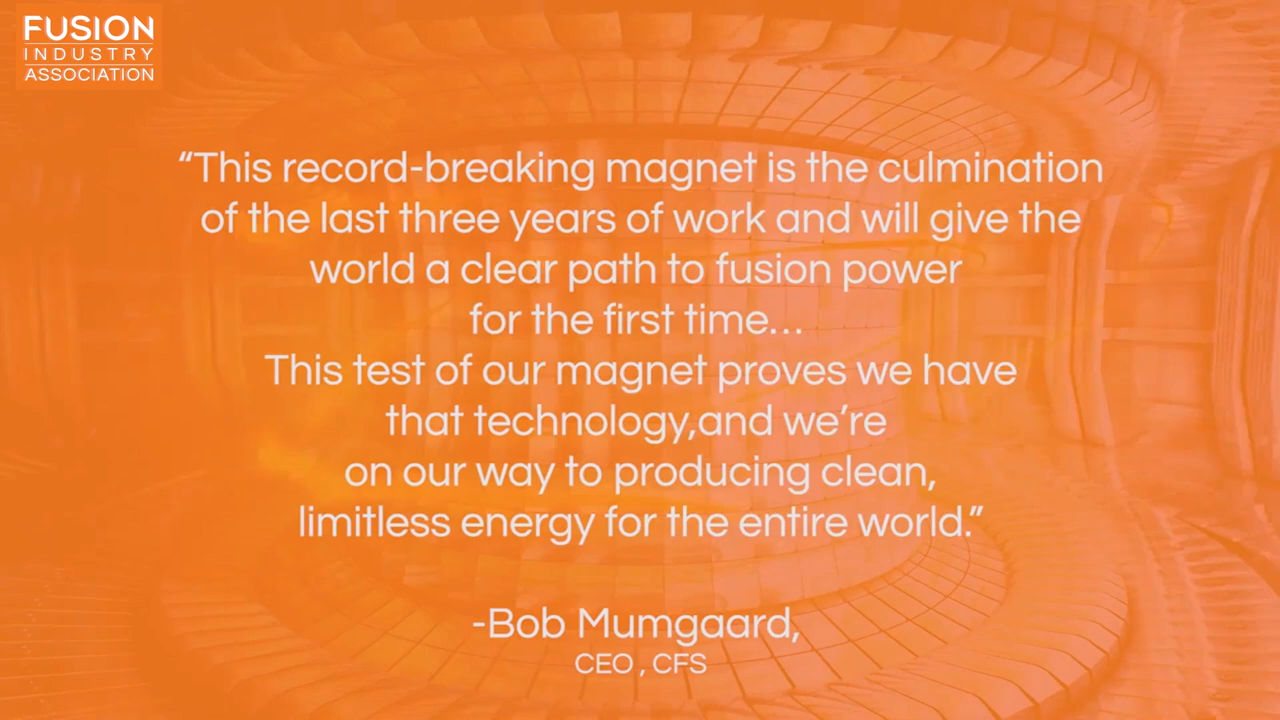 FUSION
INDUSTRY
ASSOCIATION
“This record-breaking magnet is the culmination
of the last three years of work and will give the
world a clear path to fusion power
for the first time…
This test of our magnet proves we have
that technology,and we’re
on our way to producing clean,
limitless energy for the entire world.”
-Bob Mumgaard,
CEO , CFS